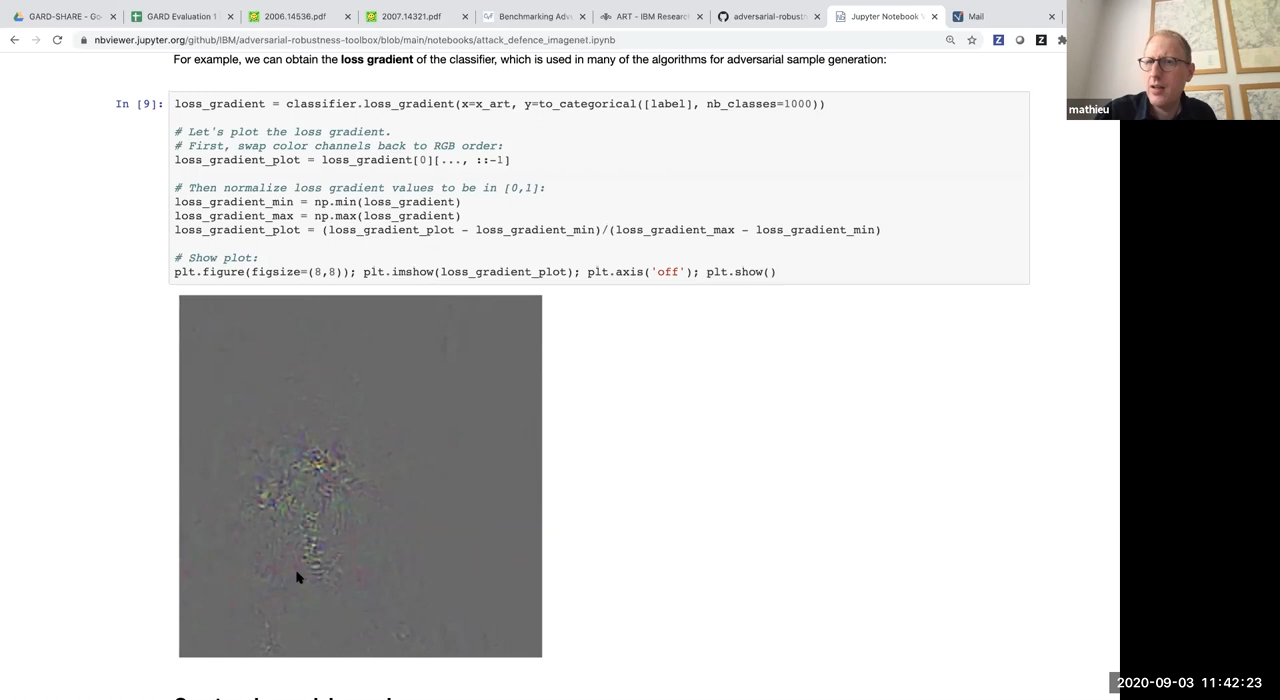 GARD-SHARE - Go
GARD Evaluation 1
2006.14536.pdf
2007.14321.pdf
Benchmarking Adv
ART - IBM Researc
adversarial-robust
Jupyter Notebook V
Mail
nbviewer.jupyter.org/github/IBM/adversarial-robustness-toolbox/blob/main/notebooks/attack_defence_imagenet.ipynb
For example, we can obtain the loss gradient of the classifier, which is used in many of the algorithms for adversarial sample generation:
mathieu
In [9]: loss_gradient = classifier.loss_gradient(x=x_art, y=to_categorical([label], nb_classes=1000))
# Let's plot the loss gradient.
# First, swap color channels back to RGB order:
loss_gradient_plot = loss_gradient[0][..., ::-1]
# Then normalize loss gradient values to be in [0,1]:
loss_gradient_min = np.min(loss_gradient)
loss_gradient_max = np.max(loss_gradient)
loss_gradient_plot = (loss_gradient_plot - loss_gradient_min)/(loss_gradient_max - loss_gradient_min)
# Show plot:
plt.figure(figsize=(8,8)); plt.imshow(loss_gradient_plot); plt.axis('off'); plt.show()
2020-09-03 11:42:23